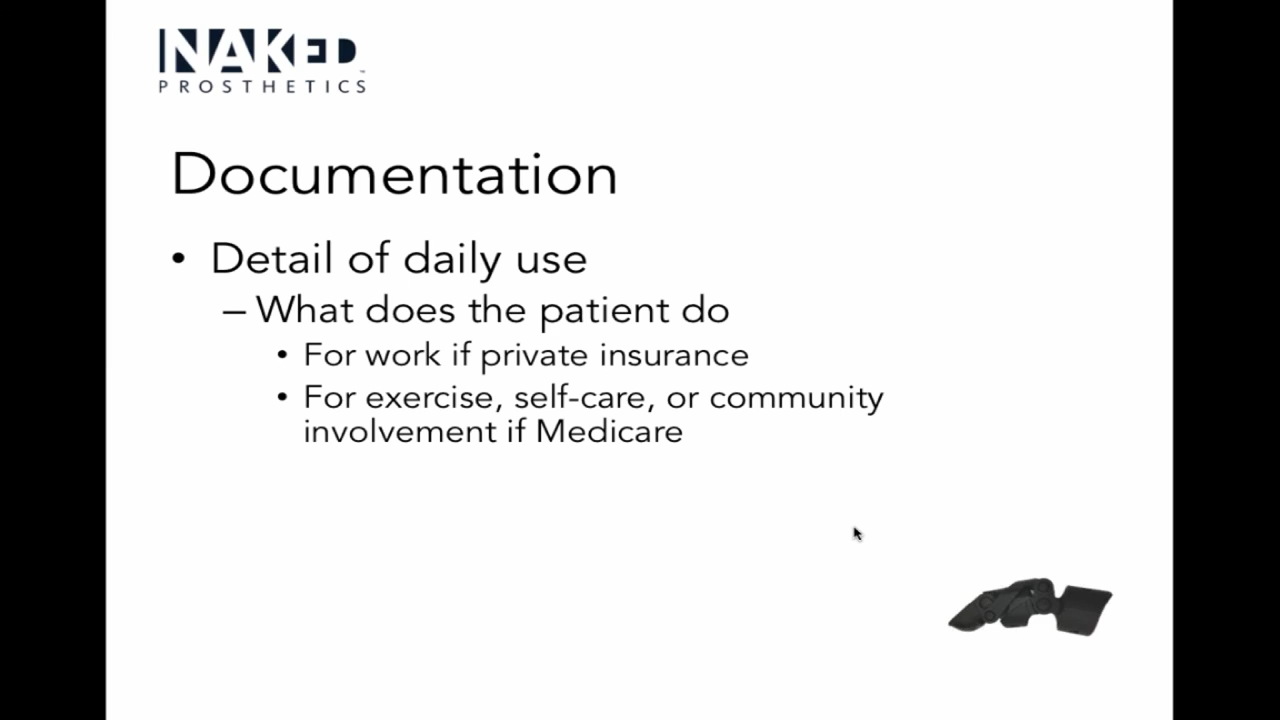 NAKED
PROSTHETICS
Documentation
• Detail of daily use
– What does the patient do
• For work if private insurance
• For exercise, self-care, or community
involvement if Medicare